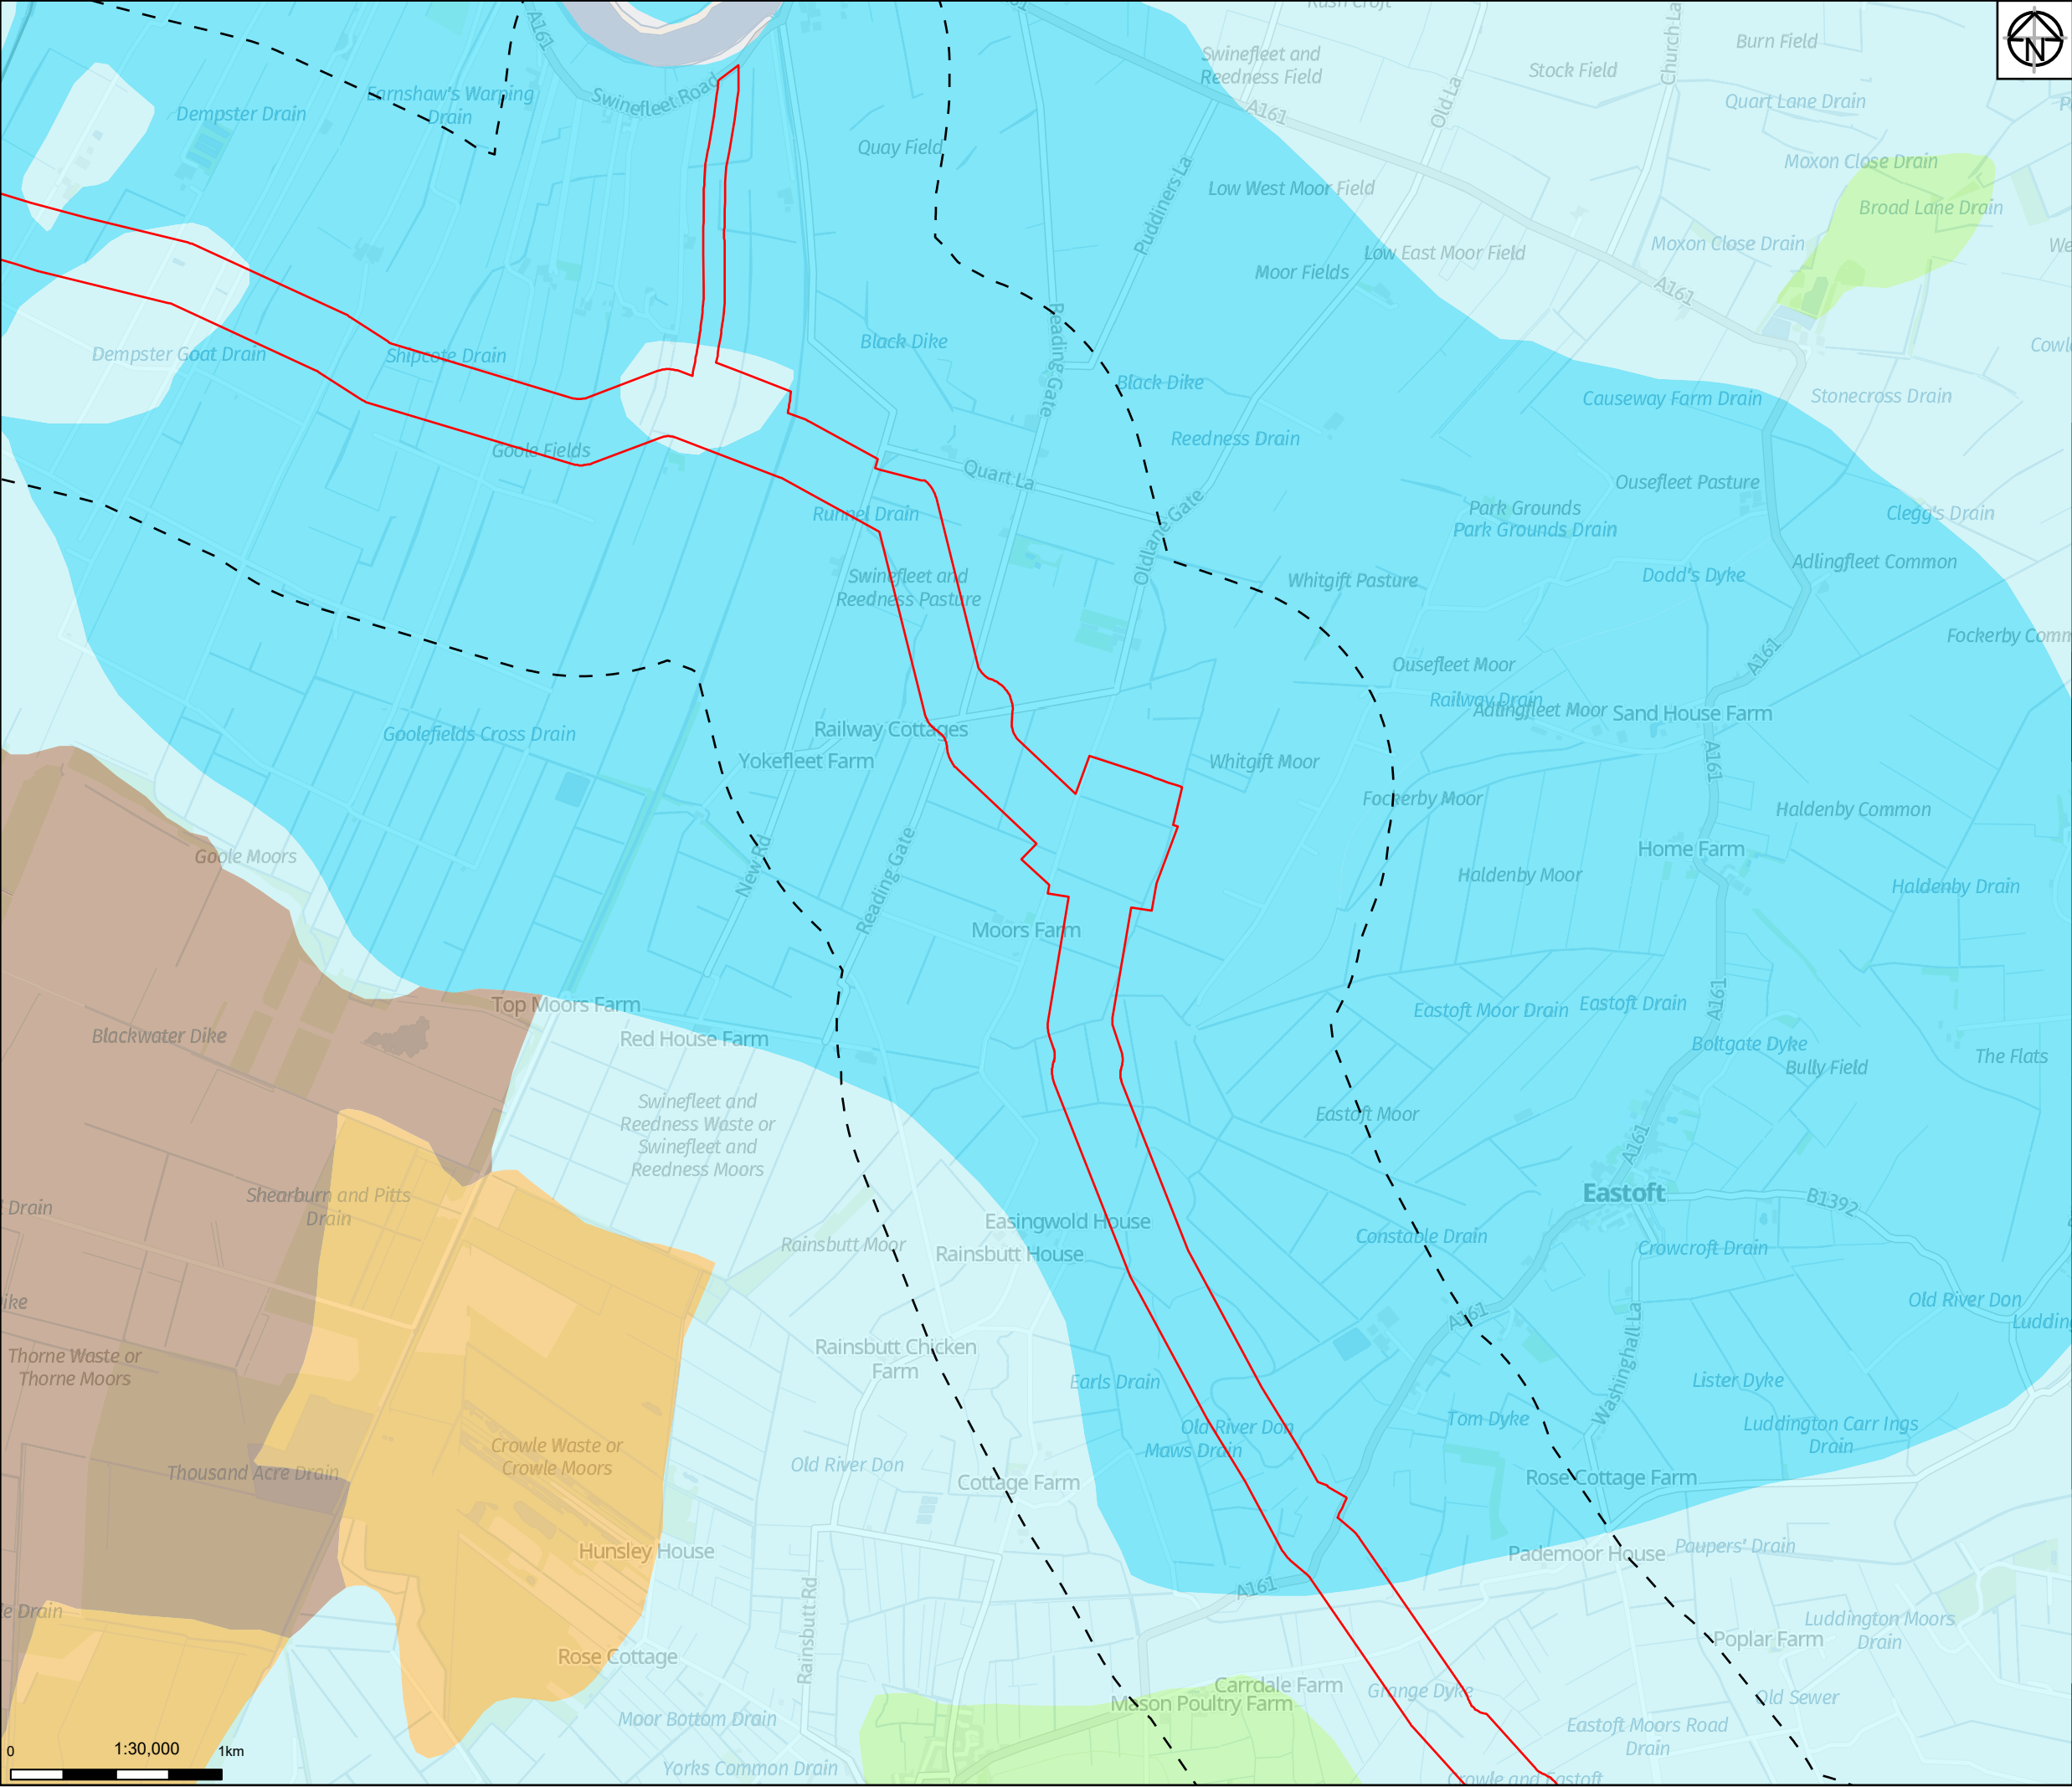 A161
Rush Croft
Church La
Burn Field
N
Swinefleet and
Reedness Field
Stock Field
Earnshaw's Warning
Drain
Dempster Drain
Swinefleet Road
Old La
Quart Lane Drain
A161
Quay Field
Moxon Close Drain
Low West Moor Field
Puddiners La
Broad Lane Drain
Moxon Close Drain
Low East Moor Field
Moor Fields
A161
Reading Gate
Black Dike
Dempster Goat Drain
Shipcote Drain
Black Dike
Causeway Farm Drain
Stonecross Drain
Goole Fields
Reedness Drain
Quart La
Ousefleet Pasture
Park Grounds
Park Grounds Drain
Runnel Drain
Clegg's Drain
Oldlane Gate
Adlingfleet Common
Swinefleet and
Reedness Pasture
Whitgift Pasture
Dodd's Dyke
Fockerby Comm
A161
Ousefleet Moor
Railway Drain
Adlingfleet Moor
Sand House Farm
Railway Cottages
Goolefields Cross Drain
Yokefleet Farm
Whitgift Moor
A161
Fockerby Moor
Haldenby Common
Goole Moors
New Rd
Reading Gate
Home Farm
Haldenby Moor
Haldenby Drain
Moors Farm
Top Moors Farm
Eastoft Moor Drain
Eastoft Drain
A161
Blackwater Dike
Red House Farm
Boltgate Dyke
The Flats
Bully Field
Swinefleet and
Reedness Waste or
Swinefleet and
Reedness Moors
Eastoft Moor
A161
Shearburn and Pitts
Drain
Drain
Eastoft
B1392
Easingwold House
Rainsbutt Moor
Rainsbutt House
Constable Drain
Crowcroft Drain
ike
Old River Don
A161
Ludding
Rainsbutt Chicken
Farm
Washinghall La
Thorne Waste or
Thorne Moors
Earls Drain
Lister Dyke
Old River Don
Tom Dyke
Luddington Carr Ings
Drain
Crowle Waste or
Crowle Moors
Maws Drain
Old River Don
Thousand Acre Drain
Cottage Farm
Rose Cottage Farm
Hunsley House
Pademoor House
Paupers' Drain
A161
Rainsbutt Rd
e Drain
Luddington Moors
Drain
Poplar Farm
Rose Cottage
Carrdale Farm
Grange Dyke
Mason Poultry Farm
Old Sewer
Moor Bottom Drain
Eastoft Moors Road
Drain
0 1:30,000 1km
Yorks Common Drain
Crowle and Eastoft